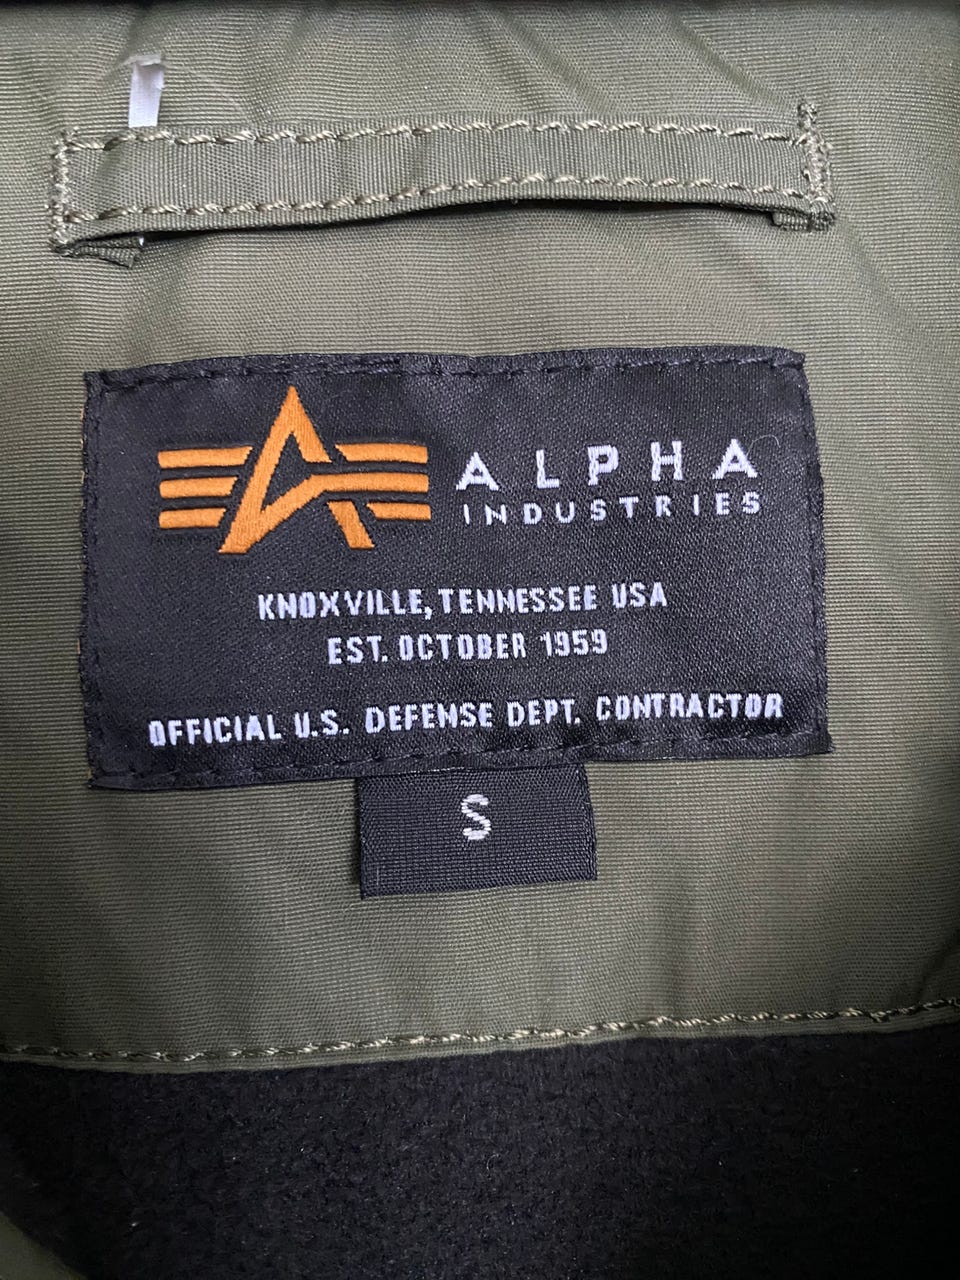 ALPHA
INDUSTRIES
KNOXVILLE, TENNESSEE USA
EST. OCTOBER 1959
OFFICIAL U.S. DEFENSE DEPT. CONTRACTOR
S